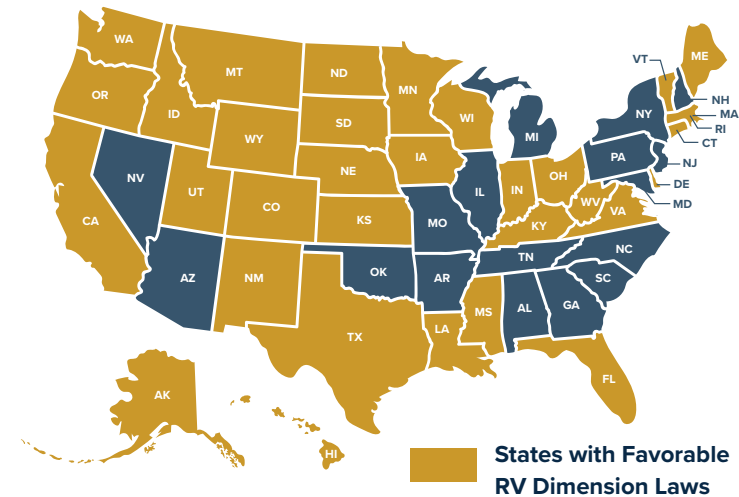 WA
ME
VT
MT
ND
OR
MN
ID
NH
MA
NY
WI
SD
RI
MI
WY
CT
IA
PA
NE
NJ
OH
NV
IL
IN
UT
DE
CO
WV
MD
VA
KS
MO
CA
KY
NC
TN
OK
AZ
NM
AR
SC
GA
MS
AL
LA
TX
FL
AK
HI
States with Favorable
RV Dimension Laws